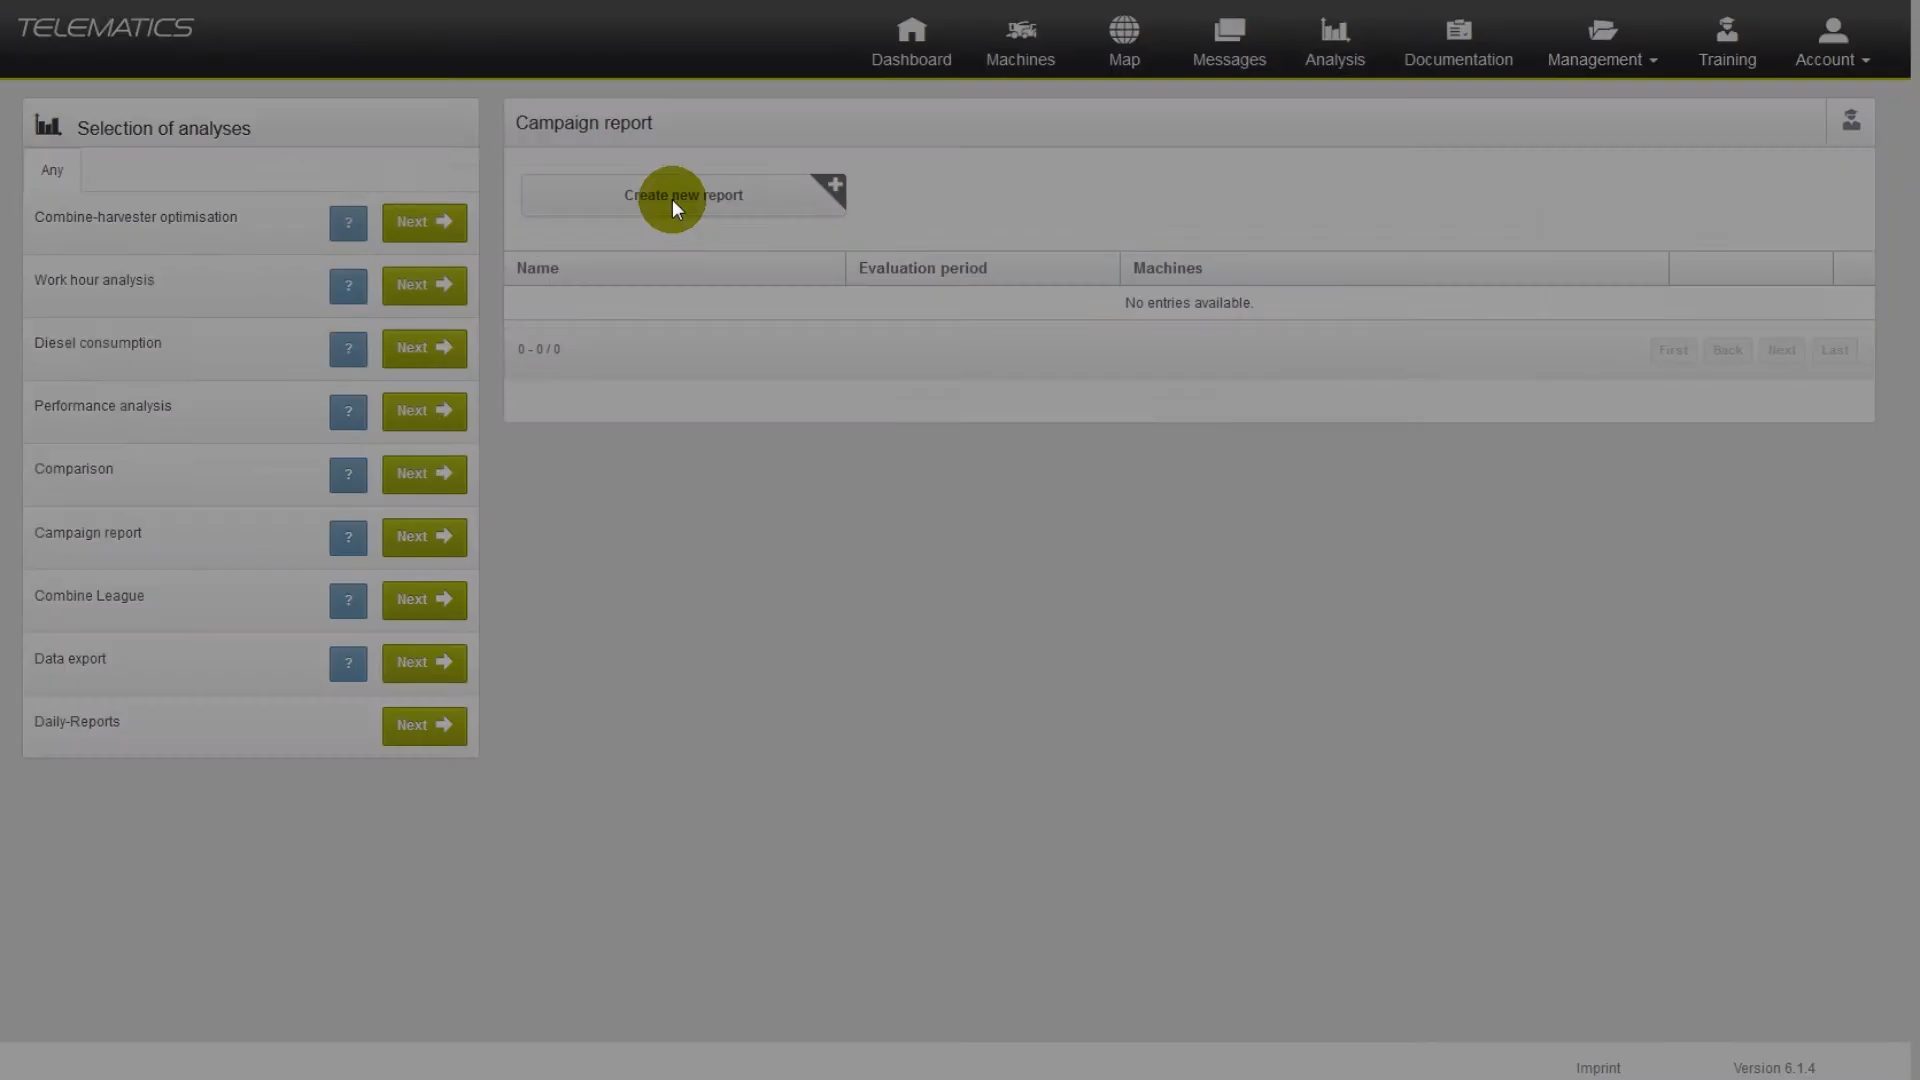 TELEMATICS
Dashboard
Machines
Map
Messages
Analysis
Documentation
Management
Training
Account
Selection of analyses
Any
Combine-harvester optimisation
?
Next
Work hour analysis
?
Next
Diesel consumption
?
Next
Performance analysis
?
Next
Comparison
?
Next
Campaign report
?
Next
Combine League
?
Next
Data export
?
Next
Daily-Reports
Next
Campaign report
Create new report
Name
Evaluation period
Machines
No entries available.
0 - 0 / 0
First
Back
Next
Last
Imprint
Version 6.1.4